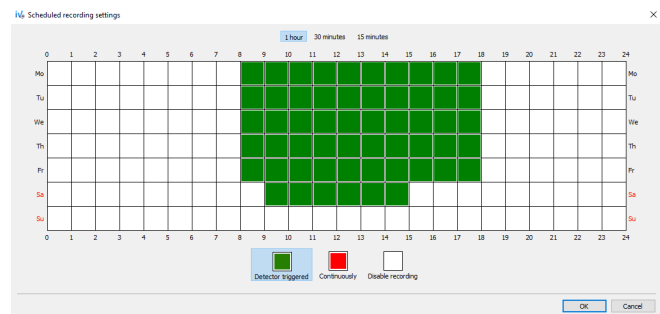 iV Scheduled recording settings
1 hour 30 minutes 15 minutes
0 1 2 3 4 5 6 7 8 9 10 11 12 13 14 15 16 17 18 19 20 21 22 23 24
Mo Mo
Tu Tu
We We
Th Th
Fr Fr
Sa Sa
Su Su
0 1 2 3 4 5 6 7 8 9 10 11 12 13 14 15 16 17 18 19 20 21 22 23 24
Detector triggered Continuously Disable recording
OK Cancel